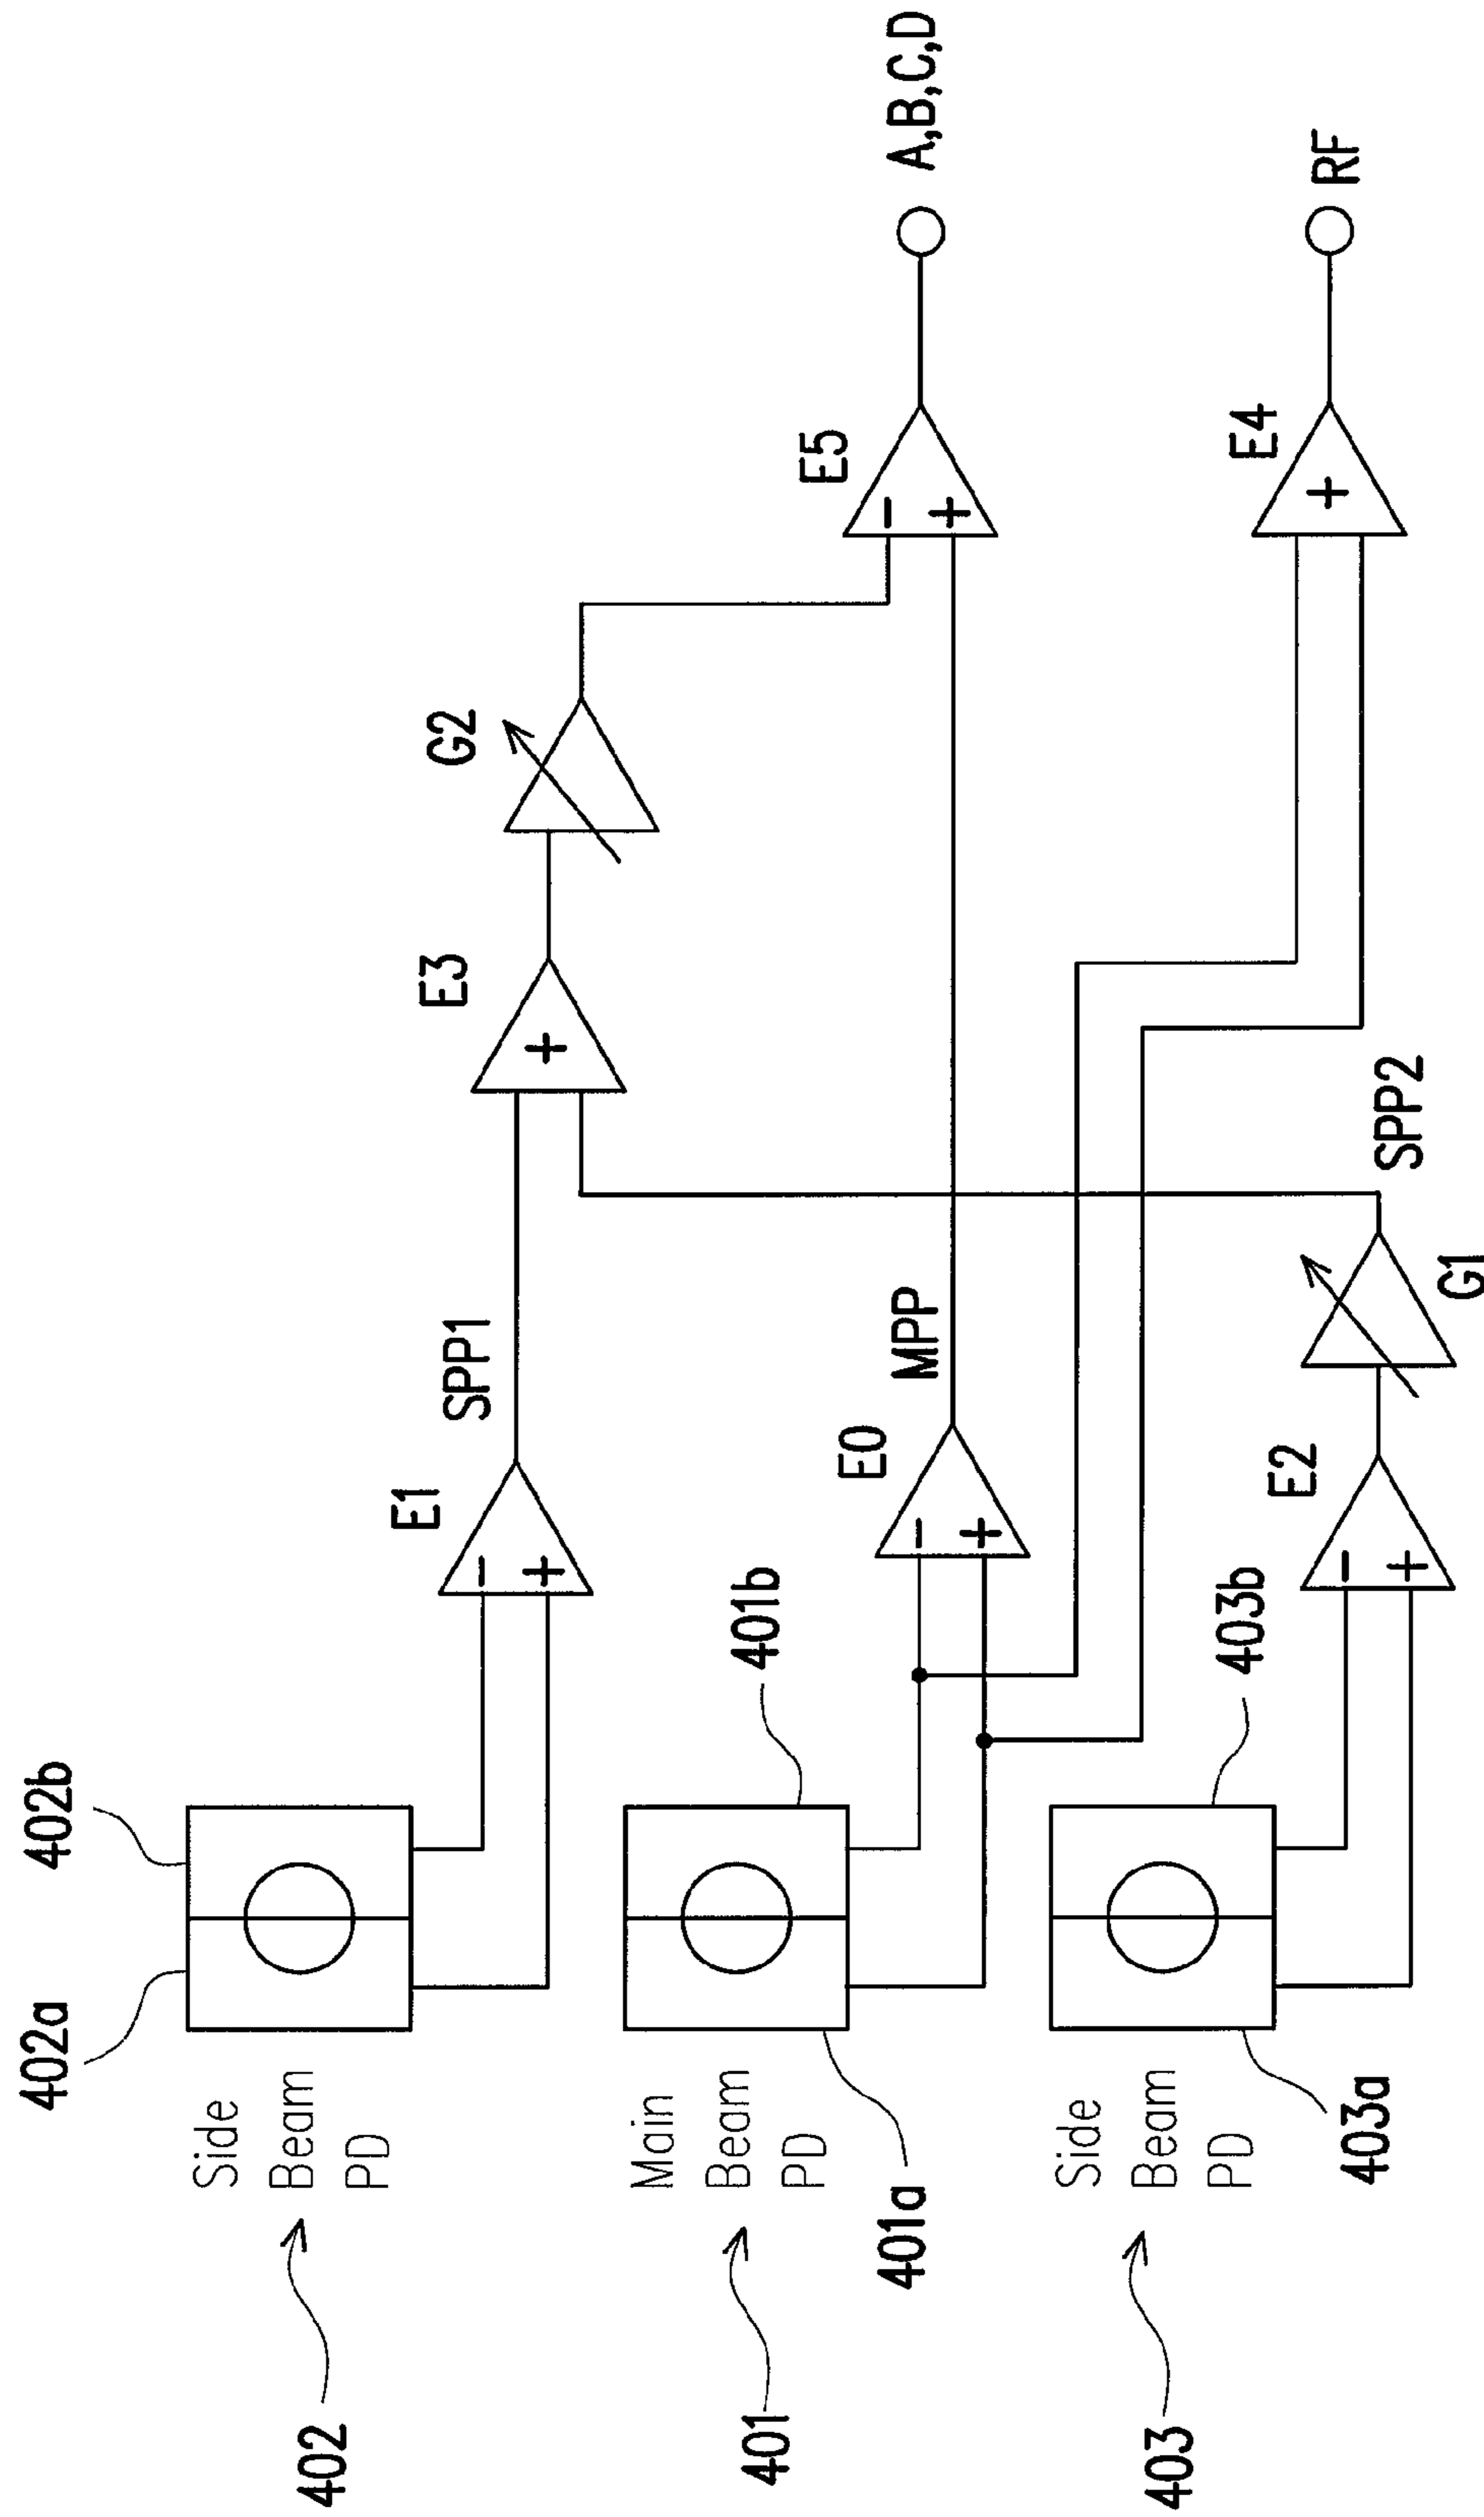 402
Side
Beam
PD
402a
402b
E1
SPP1
E3
G2
401
Main
Beam
PD
401a
401b
E0
MPP
E5
A,B,C,D
403
Side
Beam
PD
403a
403b
E2
G1
SPP2
E4
RF
- +
- +
- +
+
- +
+